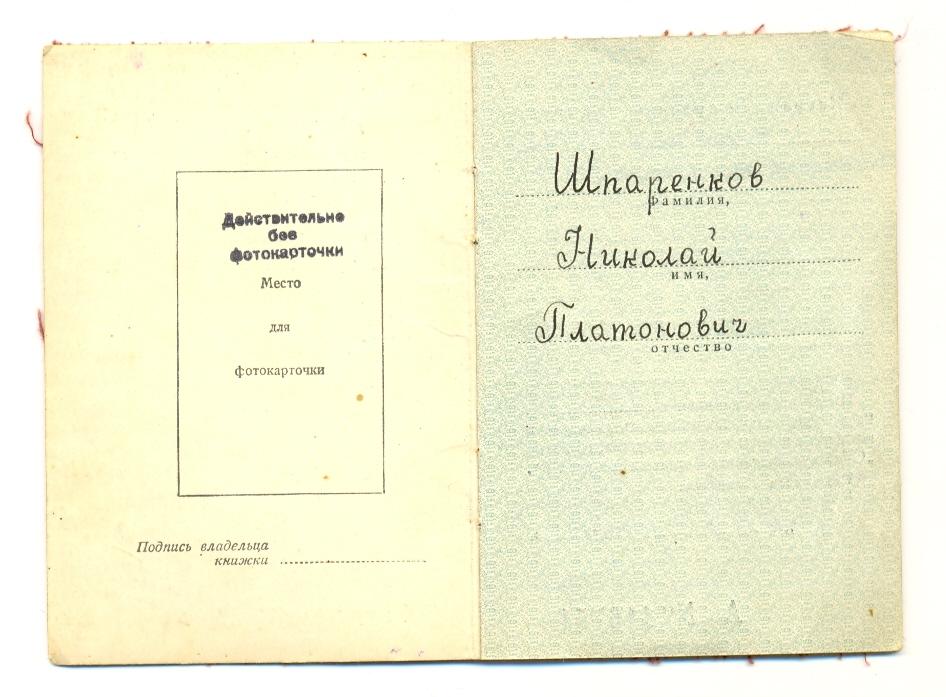 Действительно
без
фотокарточки
Место
для
фотокарточки
Подпись владельца
книжки
Шпаренков
фамилия,
Николай
имя,
Платонович
отчество